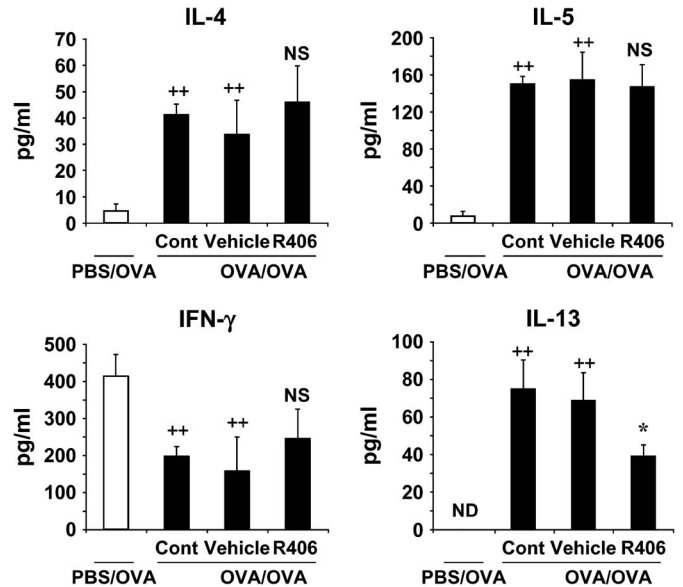 IL-4
70
60
50
40
30
20
10
0
pg/ml
++
++
NS
Cont Vehicle R406
PBS/OVA OVA/OVA
IL-5
200
160
120
80
40
0
pg/ml
++
++
NS
Cont Vehicle R406
PBS/OVA OVA/OVA
IFN-γ
500
400
300
200
100
0
pg/ml
++
++
NS
Cont Vehicle R406
PBS/OVA OVA/OVA
IL-13
100
80
60
40
20
0
pg/ml
ND
++
++
*
Cont Vehicle R406
PBS/OVA OVA/OVA